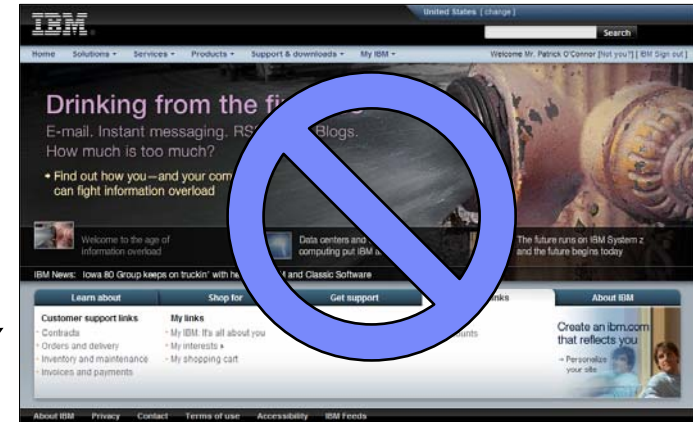 United States [ change ]
IBM
Search
Home Solutions Services Products Support & downloads My IBM Welcome Mr. Patrick O'Connor [Not you?] [ IBM Sign out ]
Drinking from the
E-mail. Instant messaging. Blogs.
How much is too much?
Find out how you—and your
can fight information overload
Welcome to the age of
information overload
Data centers and
computing put IBM
The future runs on IBM System z
and the future begins today
IBM News: Iowa 80 Group keeps on truckin' with and Classic Software
Learn about Shop for Get support About IBM
Customer support links
Contracts
Orders and delivery
Inventory and maintenance
Invoices and payments
My links
My IBM: It's all about you
My interests
My shopping cart
Create an ibm.com
that reflects you
Personalize
your site
About IBM Privacy Contact Terms of use Accessibility IBM Feeds